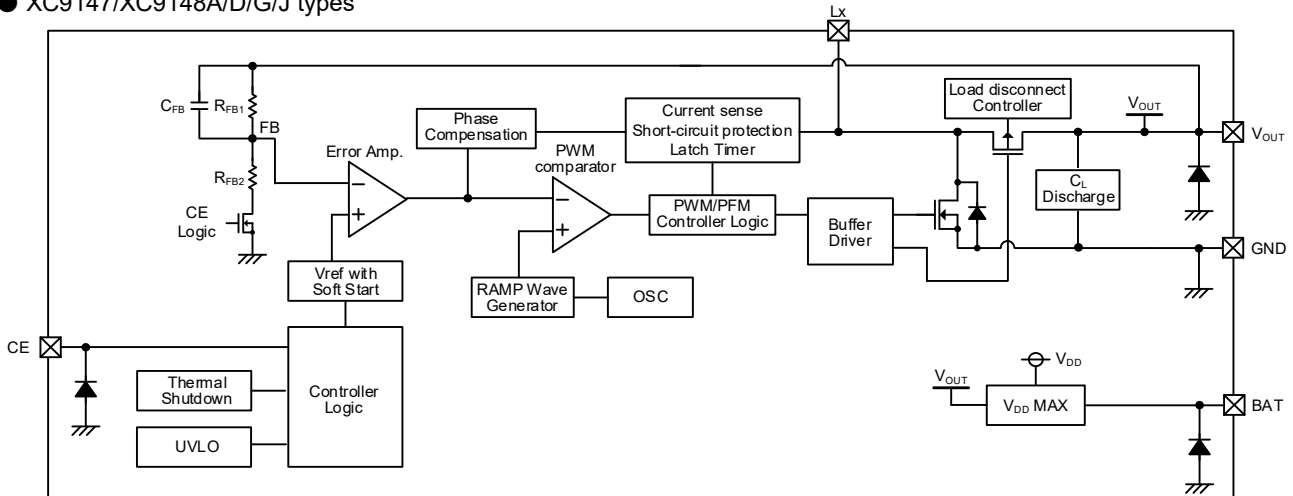 ● XC9147/XC9148A/D/G/J types
Lx
CFB
RFB1
FB
RFB2
CE
Logic
Error Amp.
Phase
Compensation
PWM
comparator
Current sense
Short-circuit protection
Latch Timer
PWM/PFM
Controller Logic
Load disconnect
Controller
VOUT
VOUT
CL
Discharge
Buffer
Driver
GND
Vref with
Soft Start
RAMP Wave
Generator
OSC
CE
Thermal
Shutdown
UVLO
Controller
Logic
VDD
VOUT
VDD MAX
BAT